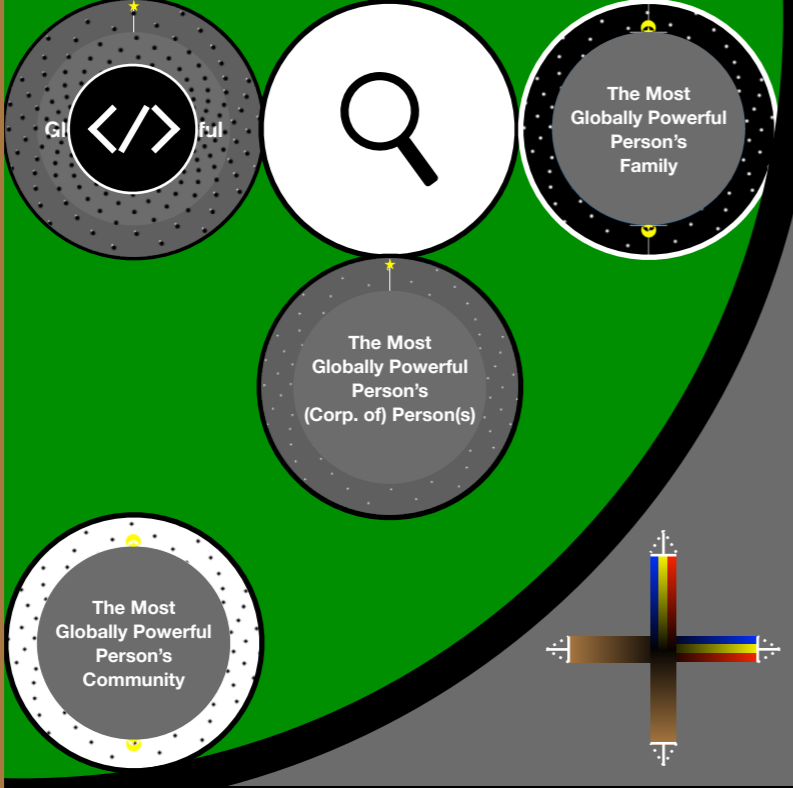 The Most
Globally Powerful
Person's
Family
The Most
Globally Powerful
Person's
(Corp. of) Person(s)
The Most
Globally Powerful
Person's
Community